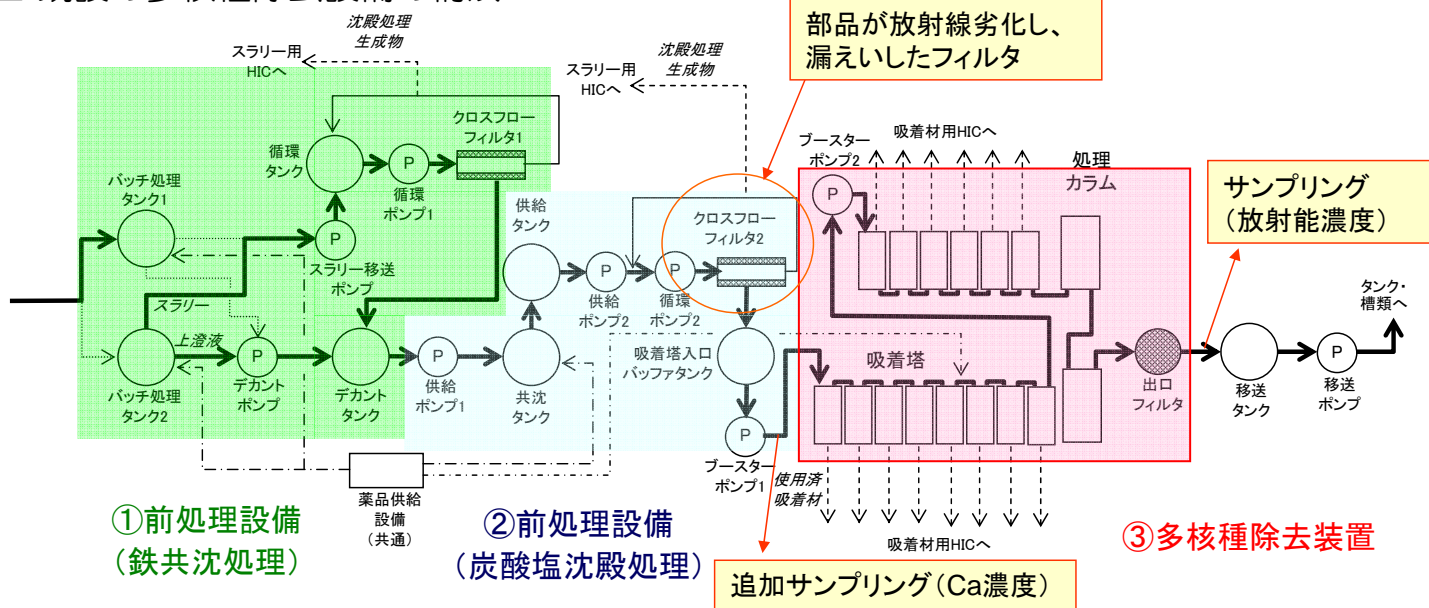 沈殿処理
生成物
スラリー用
HICへ
沈殿処理
生成物
スラリー用
HICへ
部品が放射線劣化し、
漏えいしたフィルタ
クロスフロー
フィルタ1
循環
タンク
P
循環
ポンプ1
バッチ処理
タンク1
P
スラリー移送
ポンプ
スラリー
上澄液
バッチ処理
タンク2
P
デカント
ポンプ
デカント
タンク
P
供給
ポンプ1
共沈
タンク
供給
タンク
P
供給
ポンプ2
P
循環
ポンプ2
クロスフロー
フィルタ2
吸着塔入口
バッファタンク
P
ブースター
ポンプ1
ブースター
ポンプ2
P
吸着材用HICへ
処理
カラム
吸着塔
出口
フィルタ
サンプリング
(放射能濃度)
移送
タンク
P
移送
ポンプ
タンク・
槽類へ
使用済
吸着材
吸着材用HICへ
薬品供給
設備
(共通)
①前処理設備
(鉄共沈処理)
②前処理設備
(炭酸塩沈殿処理)
③多核種除去装置
追加サンプリング(Ca濃度)